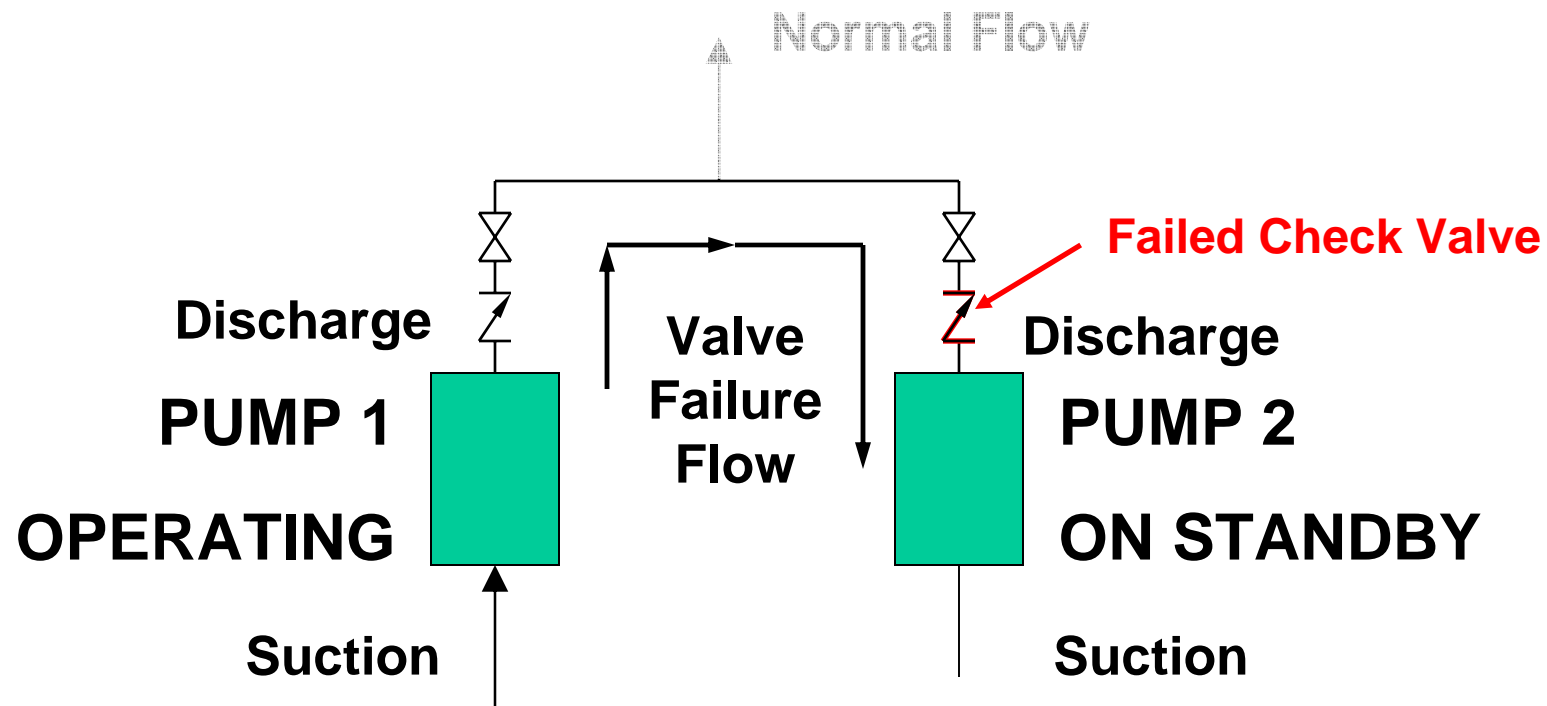 Normal Flow
Failed Check Valve
Discharge
Valve
Failure
Flow
Discharge
PUMP 1
PUMP 2
OPERATING
ON STANDBY
Suction
Suction